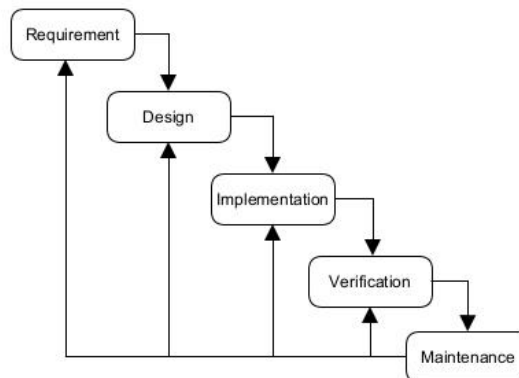 Requirement
Design
Implementation
Verification
Maintenance